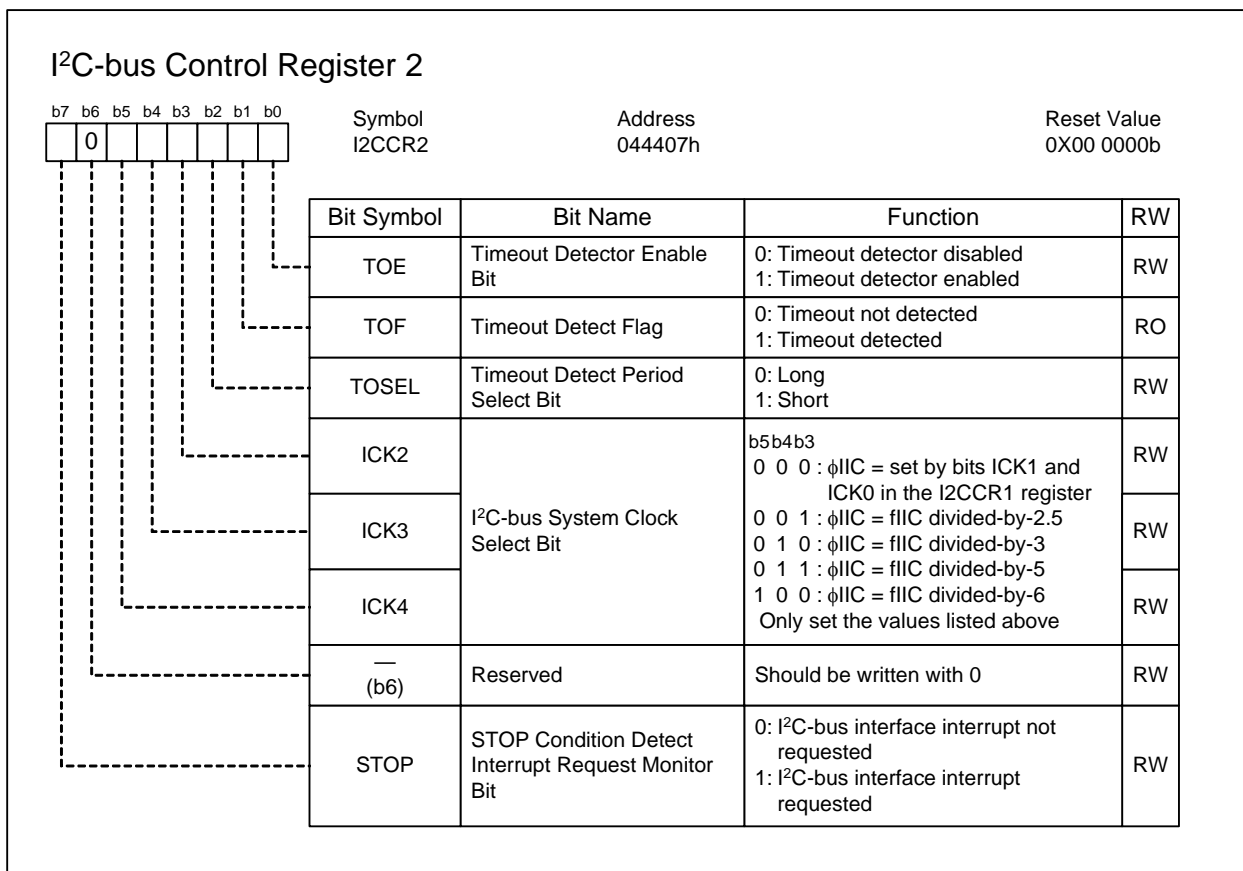 I²C-bus Control Register 2
b7 b6 b5 b4 b3 b2 b1 b0
0
Symbol Address Reset Value
I2CCR2 044407h 0X00 0000b
Bit Symbol Bit Name Function RW
TOE
Timeout Detector Enable
Bit
0: Timeout detector disabled
1: Timeout detector enabled
RW
TOF
Timeout Detect Flag
0: Timeout not detected
1: Timeout detected
RO
TOSEL
Timeout Detect Period
Select Bit
0: Long
1: Short
RW
ICK2
RW
ICK3
RW
ICK4
RW
I²C-bus System Clock
Select Bit
b5b4b3
0 0 0 : ϕIIC = set by bits ICK1 and
ICK0 in the I2CCR1 register
0 0 1 : ϕIIC = fIIC divided-by-2.5
0 1 0 : ϕIIC = fIIC divided-by-3
0 1 1 : ϕIIC = fIIC divided-by-5
1 0 0 : ϕIIC = fIIC divided-by-6
Only set the values listed above
—
(b6)
Reserved
Should be written with 0
RW
STOP
STOP Condition Detect
Interrupt Request Monitor
Bit
0: I²C-bus interface interrupt not
requested
1: I²C-bus interface interrupt
requested
RW